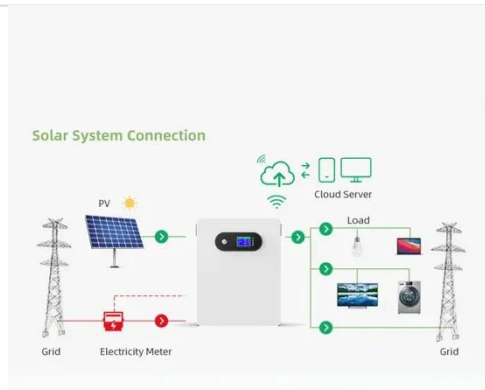 Solar System Connection
Cloud Server
PV
Load
Grid
Electricity Meter
Grid